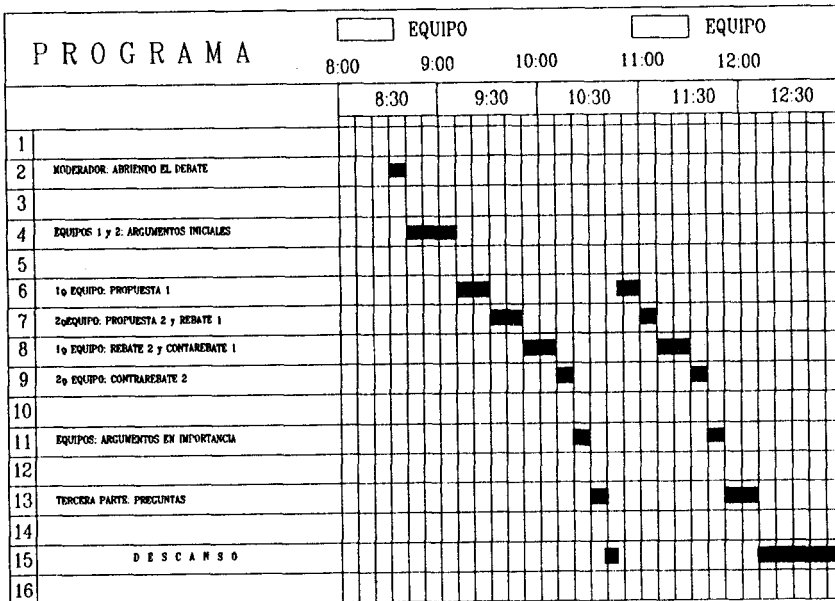 EQUIPO EQUIPO
PROGRAMA
8:00 9:00 10:00 11:00 12:00
8:30 9:30 10:30 11:30 12:30
1
2 MODERADOR: ABRIENDO EL DEBATE
3
4 EQUIPOS 1 y 2: ARGUMENTOS INICIALES
5
6 1º EQUIPO: PROPUESTA 1
7 2ºEQUIPO: PROPUESTA 2 y REBATE 1
8 1º EQUIPO: REBATE 2 y CONTAREBATE 1
9 2º EQUIPO: CONTRAREBATE 2
10
11 EQUIPOS: ARGUMENTOS EN IMPORTANCIA
12
13 TERCERA PARTE: PREGUNTAS
14
15 DESCANSO
16